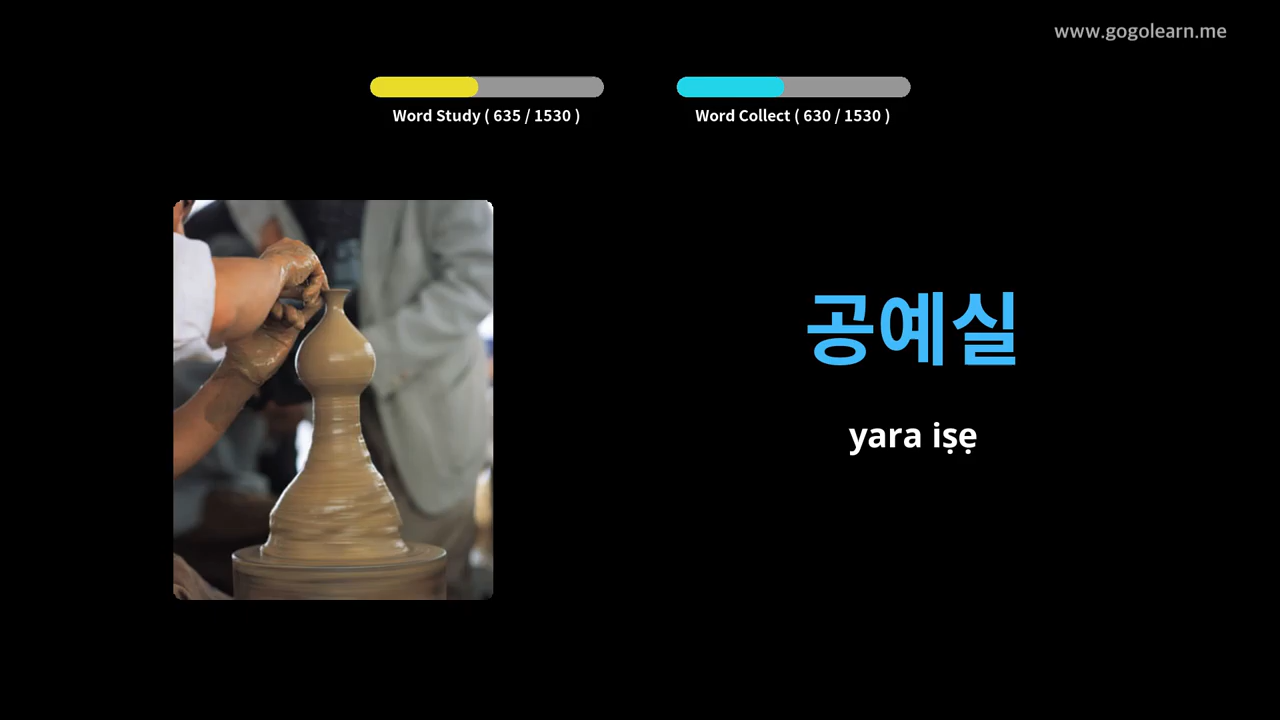 www.gogolearn.me
Word Study ( 635 / 1530 )
Word Collect ( 630 / 1530 )
공예실
yara iṣẹ